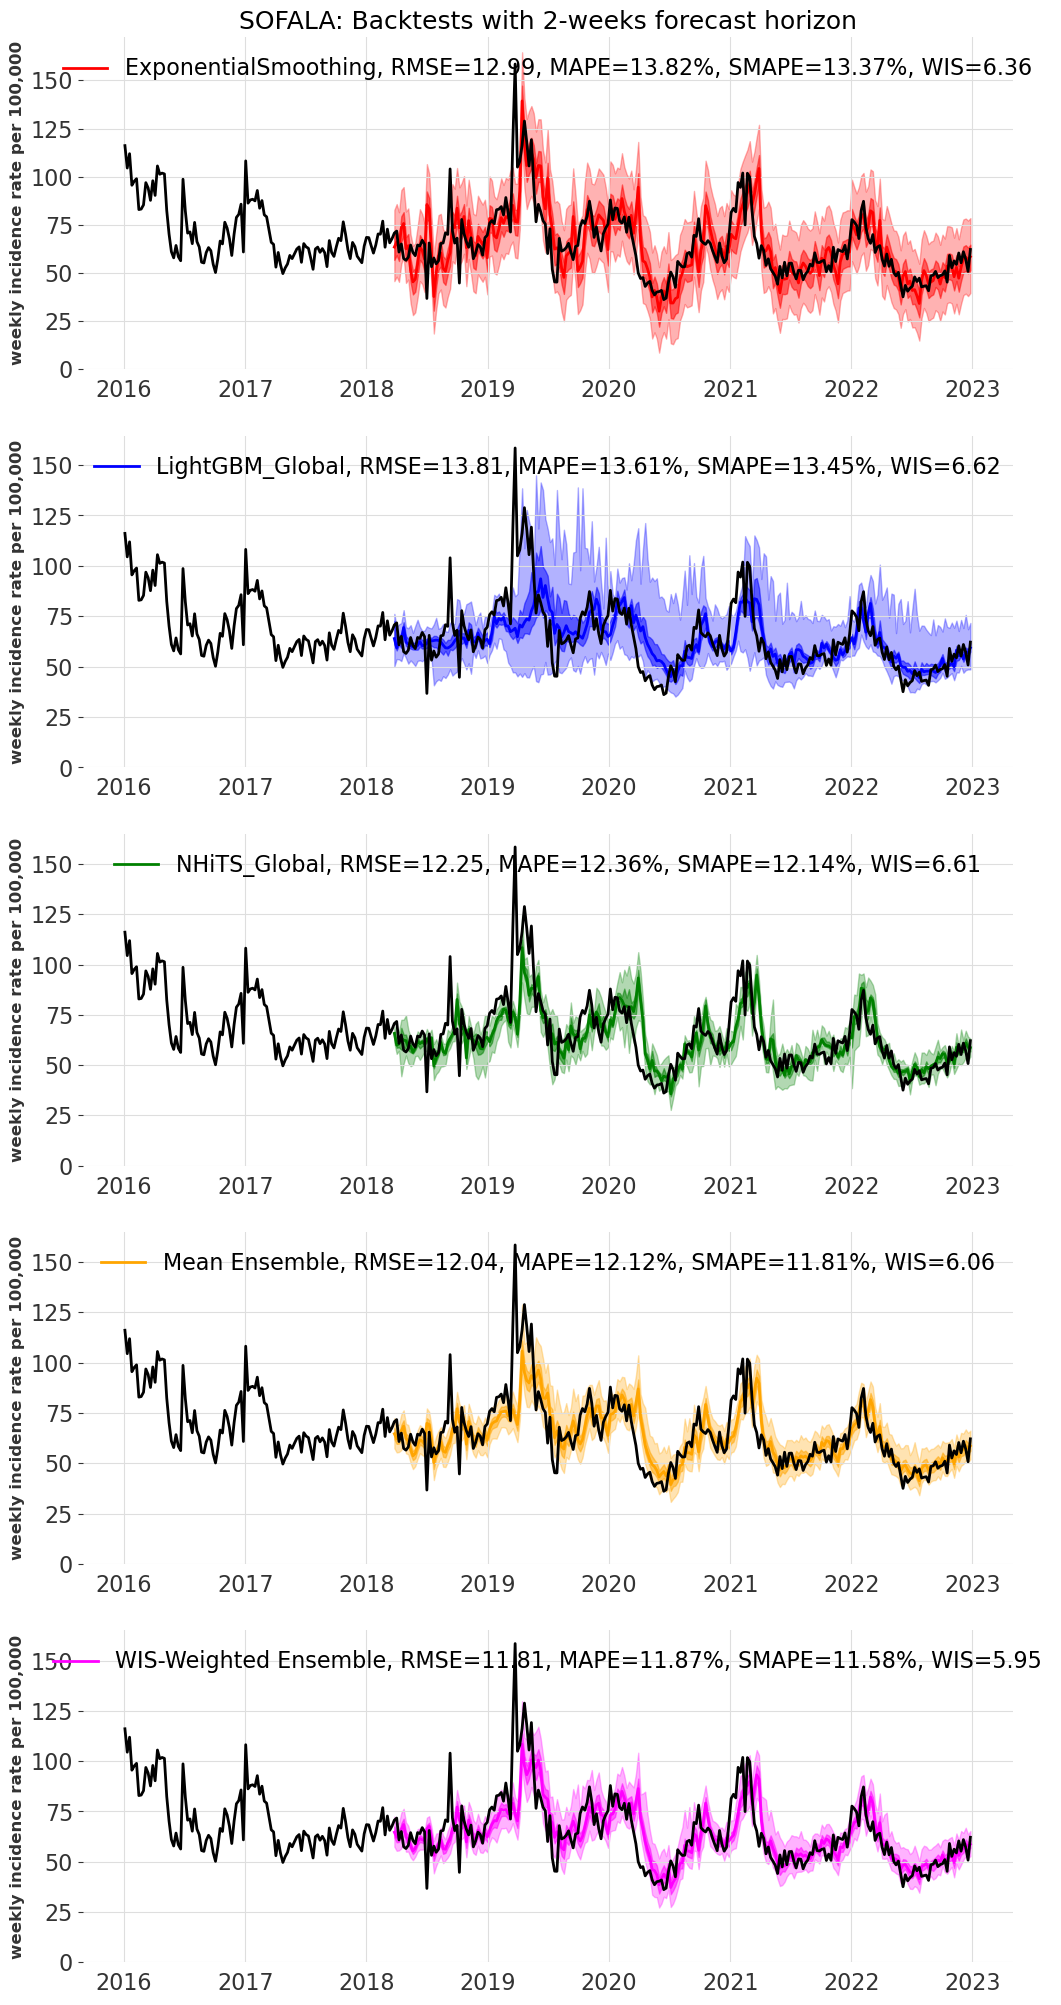 SOFALA: Backtests with 2-weeks forecast horizon
weekly incidence rate per 100,000
ExponentialSmoothing, RMSE=12.99, MAPE=13.82%, SMAPE=13.37%, WIS=6.36
150
125
100
75
50
25
0
2016 2017 2018 2019 2020 2021 2022 2023
weekly incidence rate per 100,000
LightGBM_Global, RMSE=13.81, MAPE=13.61%, SMAPE=13.45%, WIS=6.62
150
125
100
75
50
25
0
2016 2017 2018 2019 2020 2021 2022 2023
weekly incidence rate per 100,000
NHiTS_Global, RMSE=12.25, MAPE=12.36%, SMAPE=12.14%, WIS=6.61
150
125
100
75
50
25
0
2016 2017 2018 2019 2020 2021 2022 2023
weekly incidence rate per 100,000
Mean Ensemble, RMSE=12.04, MAPE=12.12%, SMAPE=11.81%, WIS=6.06
150
125
100
75
50
25
0
2016 2017 2018 2019 2020 2021 2022 2023
weekly incidence rate per 100,000
WIS-Weighted Ensemble, RMSE=11.81, MAPE=11.87%, SMAPE=11.58%, WIS=5.95
150
125
100
75
50
25
0
2016 2017 2018 2019 2020 2021 2022 2023